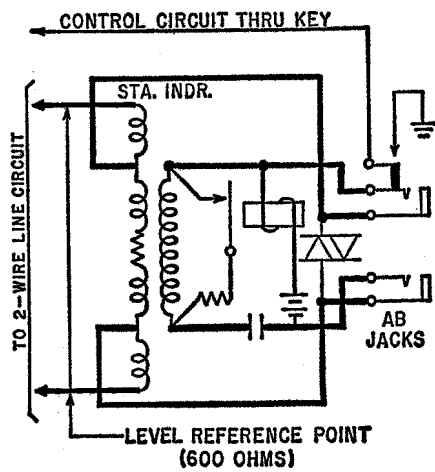 CONTROL CIRCUIT THRU KEY
STA. INDR.
TO 2-WIRE LINE CIRCUIT
AB
JACKS
LEVEL REFERENCE POINT
(600 OHMS)